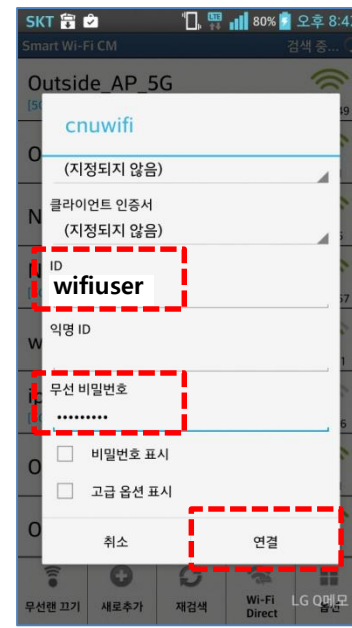 SKT 80% 오후 8:4
Smart Wi-Fi CM 검색 중...
Outside_AP_5G
[5
49
cnuwifi
(지정되지 않음)
클라이언트 인증서
(지정되지 않음)
ID
wifiuser
57
익명 ID
무선 비밀번호
•••••••••
비밀번호 표시
고급 옵션 표시
취소 연결
무선랜 끄기 새로추가 재검색 Wi-Fi Direct 옵션
LG Q메모